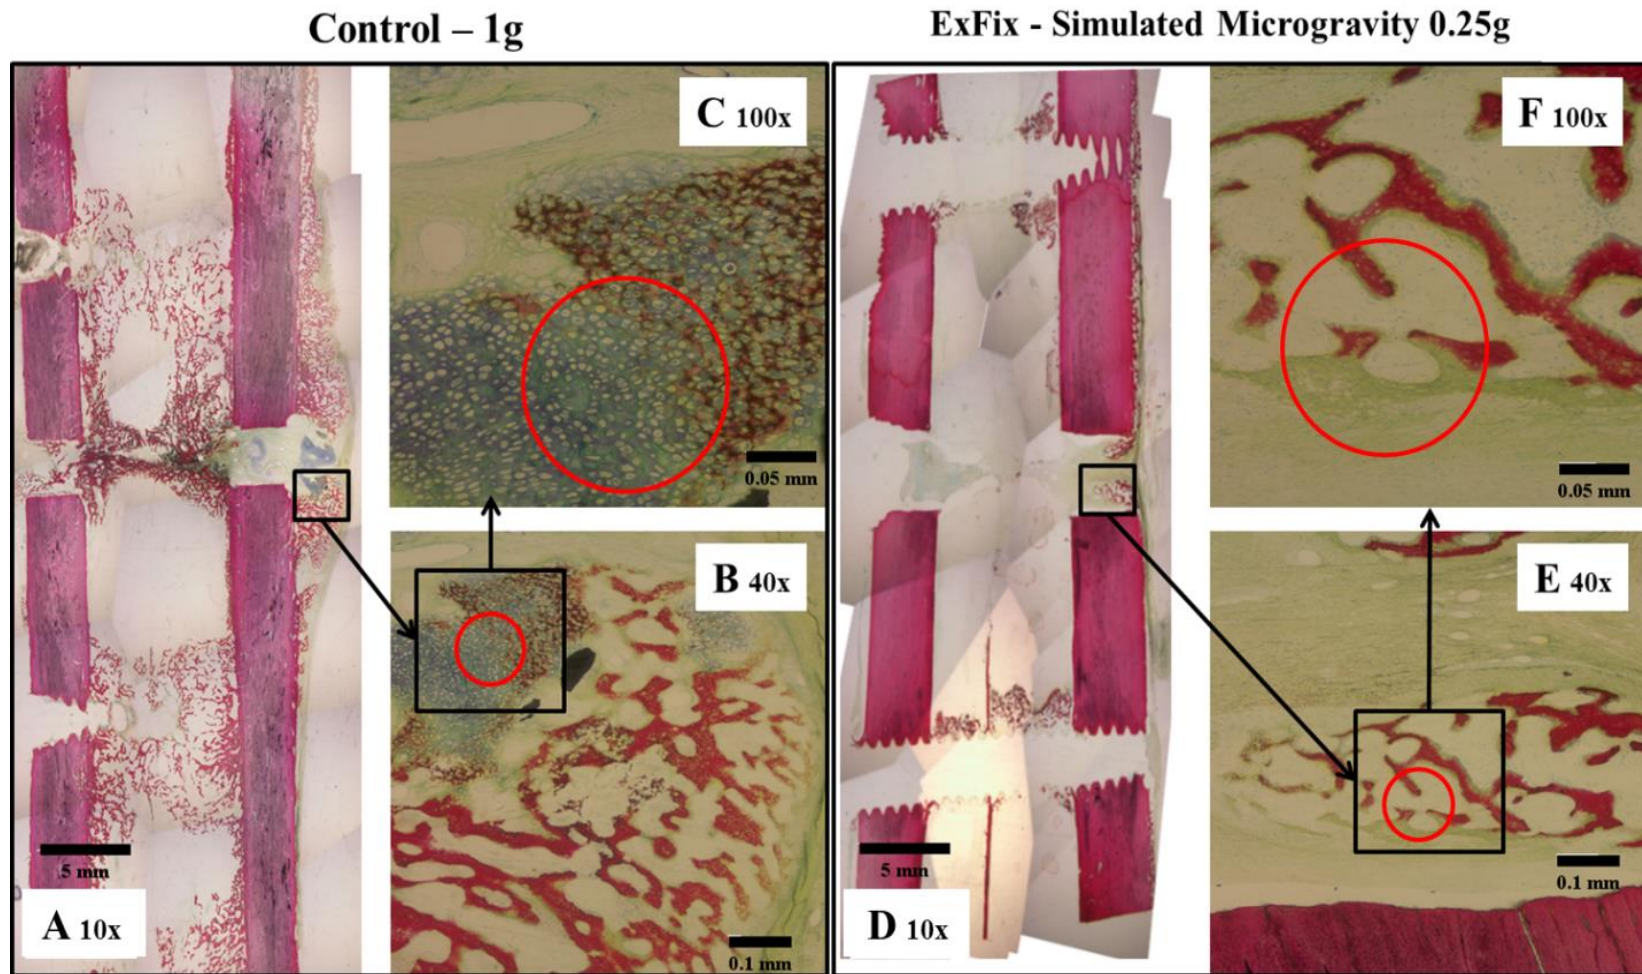 Control – 1g
ExFix - Simulated Microgravity 0.25g
C 100x
0.05 mm
B 40x
0.1 mm
5 mm
A 10x
F 100x
0.05 mm
E 40x
0.1 mm
5 mm
D 10x